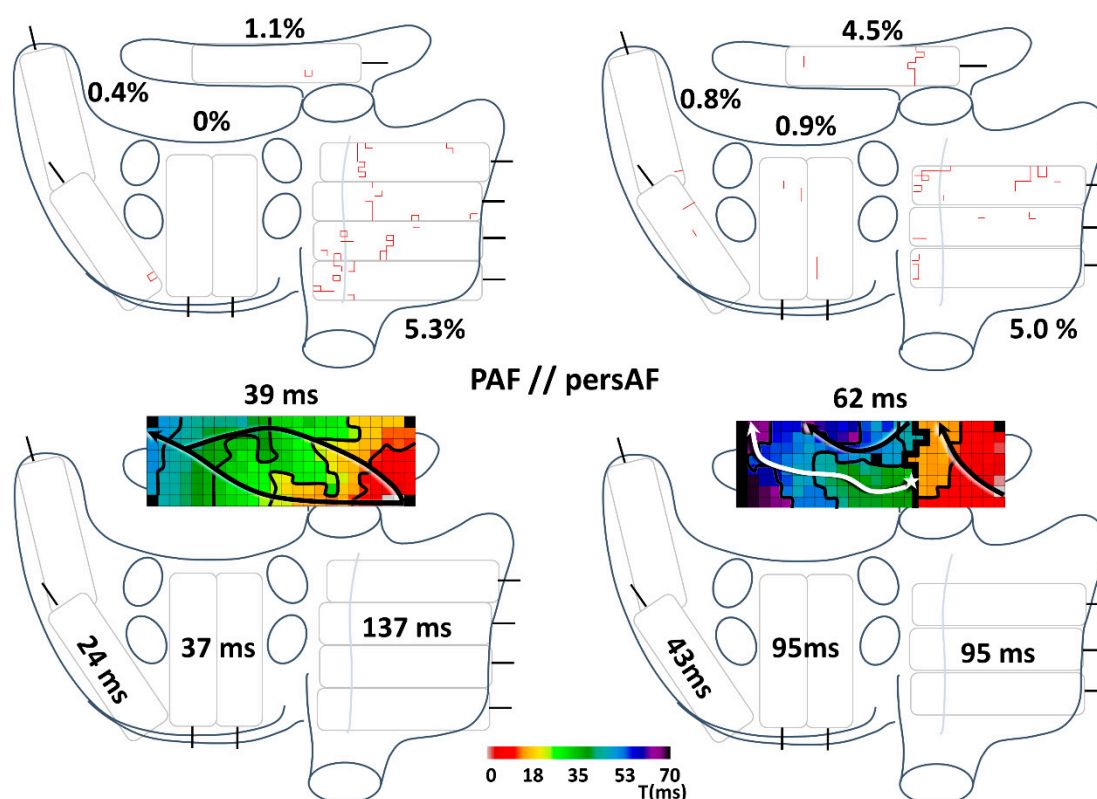 1.1%
4.5%
0.4%
0.8%
0%
0.9%
5.3%
5.0 %
PAF // persAF
39 ms
62 ms
24 ms
37 ms
137 ms
43ms
95ms
95 ms
0 18 35 53 70
T(ms)